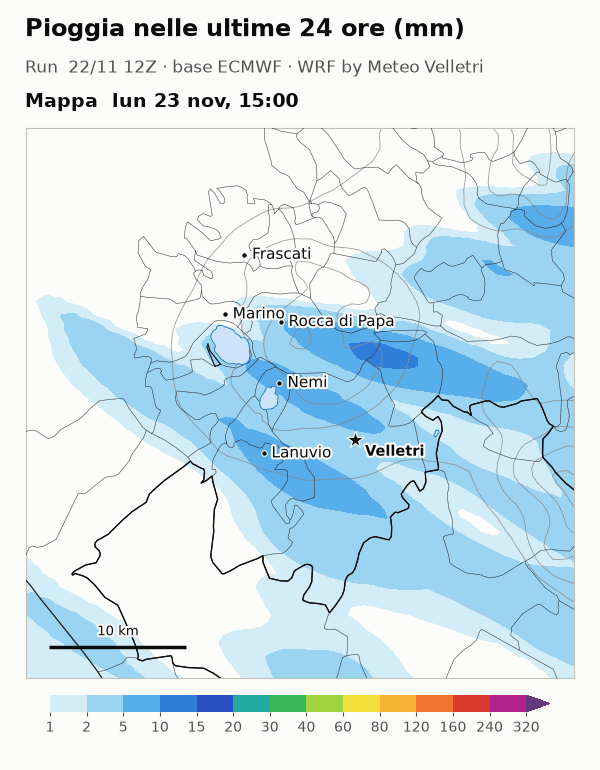 Pioggia nelle ultime 24 ore (mm)
Run  22/11 12Z · base ECMWF · WRF by Meteo Velletri
Mappa  lun 23 nov, 15:00
Frascati
Marino
Rocca di Papa
Nemi
Velletri
Lanuvio
10 km
1 2 5 10 15 20 30 40 60 80 120 160 240 320